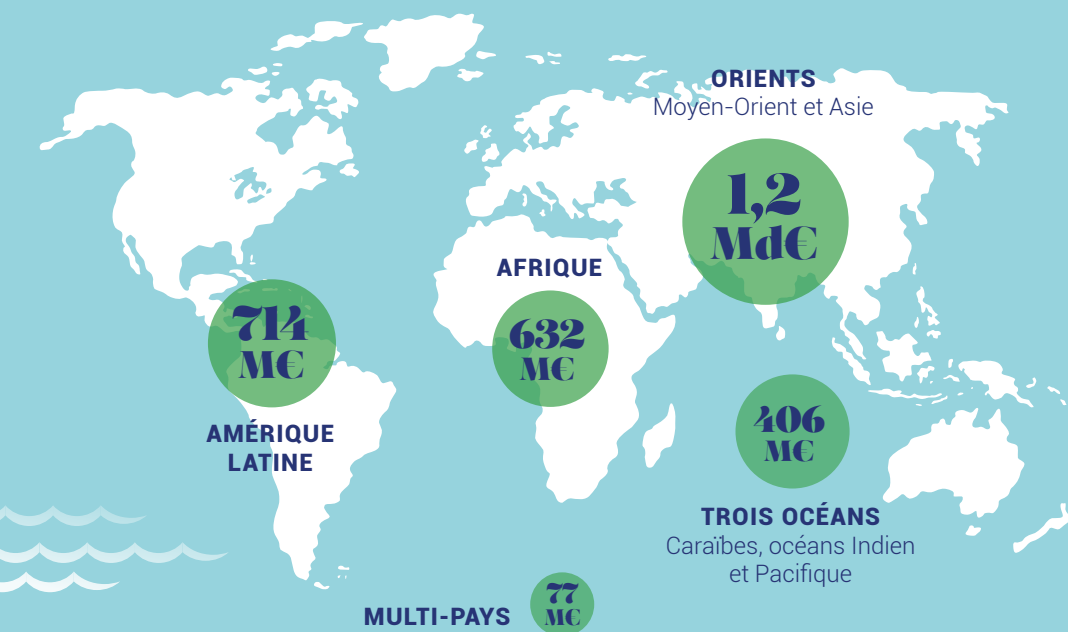 ORIENTS
Moyen-Orient et Asie
1,2
Md€
AFRIQUE
632
M€
714
M€
AMÉRIQUE
LATINE
406
M€
TROIS OCÉANS
Caraïbes, océans Indien
et Pacifique
MULTI-PAYS
77
M€